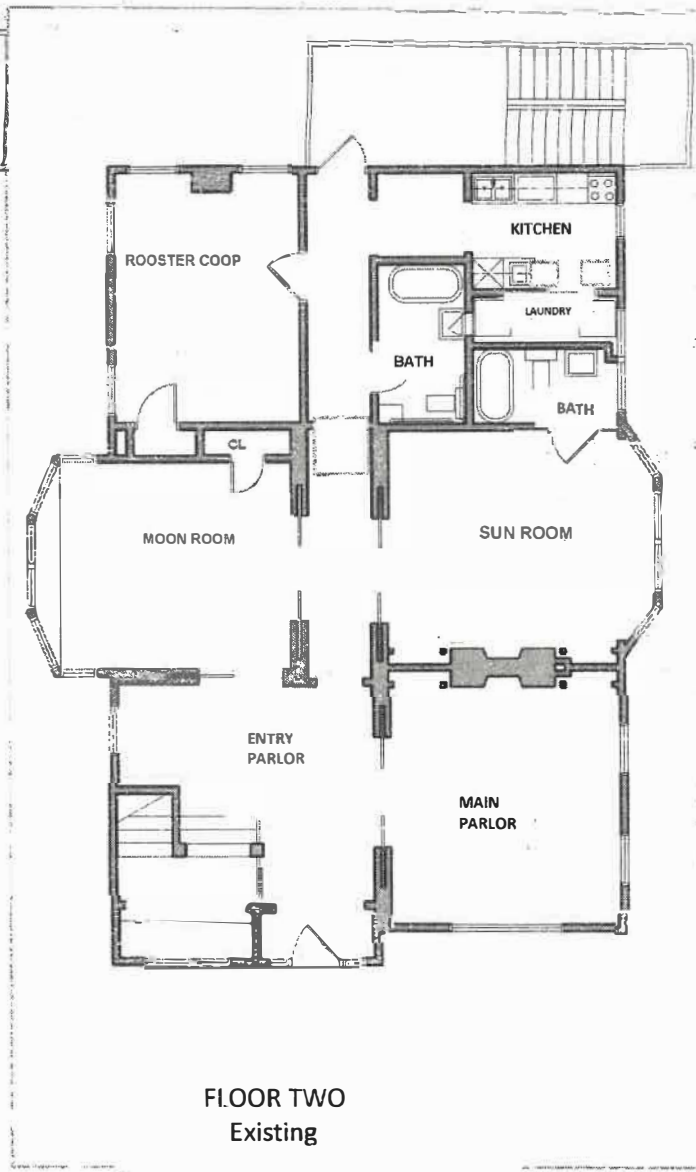 KITCHEN
ROOSTER COOP
LAUNDRY
BATH
BATH
CL
MOON ROOM
SUN ROOM
ENTRY
PARLOR
MAIN
PARLOR
FLOOR TWO
Existing